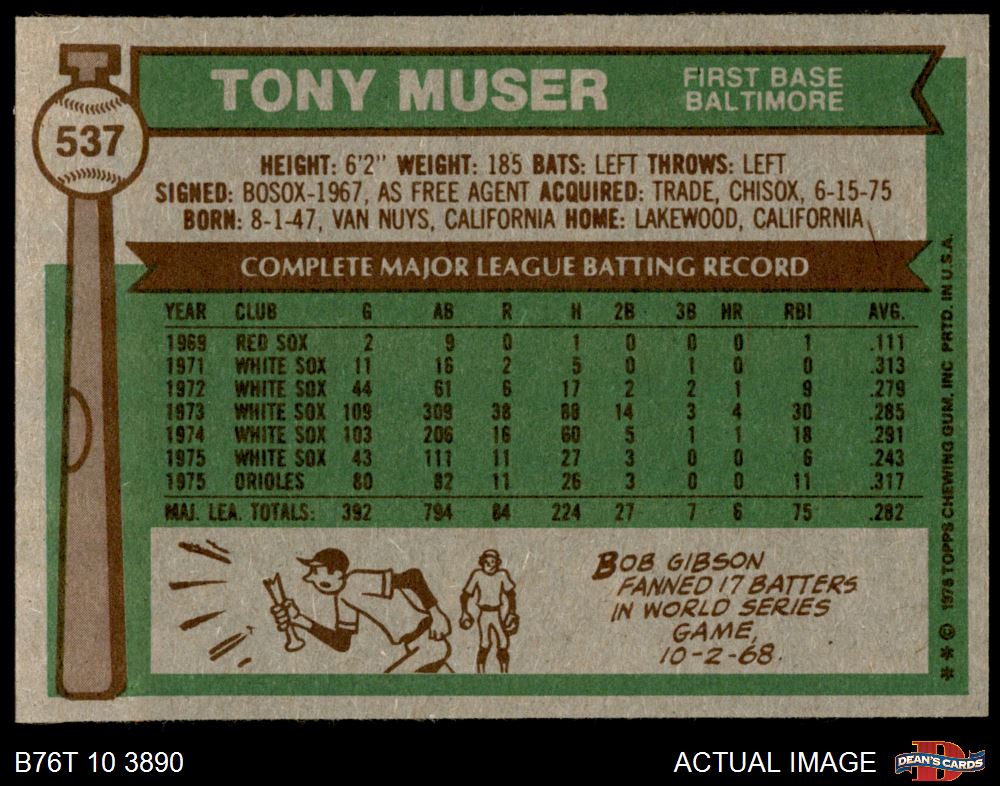 TONY MUSER
FIRST BASE
BALTIMORE
537
HEIGHT: 6'2" WEIGHT: 185 BATS: LEFT THROWS: LEFT
SIGNED: BOSOX-1967, AS FREE AGENT ACQUIRED: TRADE, CHISOX, 6-15-75
BORN: 8-1-47, VAN NUYS, CALIFORNIA HOME: LAKEWOOD, CALIFORNIA
COMPLETE MAJOR LEAGUE BATTING RECORD
YEAR CLUB G AB R H 2B 3B HR RBI AVG.
1969 RED SOX 2 9 0 1 0 0 0 1 .111
1971 WHITE SOX 11 16 2 5 0 1 0 0 .313
1972 WHITE SOX 44 61 6 17 2 2 1 9 .279
1973 WHITE SOX 109 309 38 88 14 3 4 30 .285
1974 WHITE SOX 103 206 16 60 5 1 1 18 .291
1975 WHITE SOX 43 111 11 27 3 0 0 6 .243
1975 ORIOLES 80 82 11 26 3 0 0 11 .317
MAJ. LEA. TOTALS: 392 794 84 224 27 7 6 75 .282
BOB GIBSON
FANNED 17 BATTERS
IN WORLD SERIES
GAME,
10-2-68.
** © 1976 TOPPS CHEWING GUM, INC PRTD. IN U.S.A.
B76T 10 3890
ACTUAL IMAGE
DEAN'S CARDS